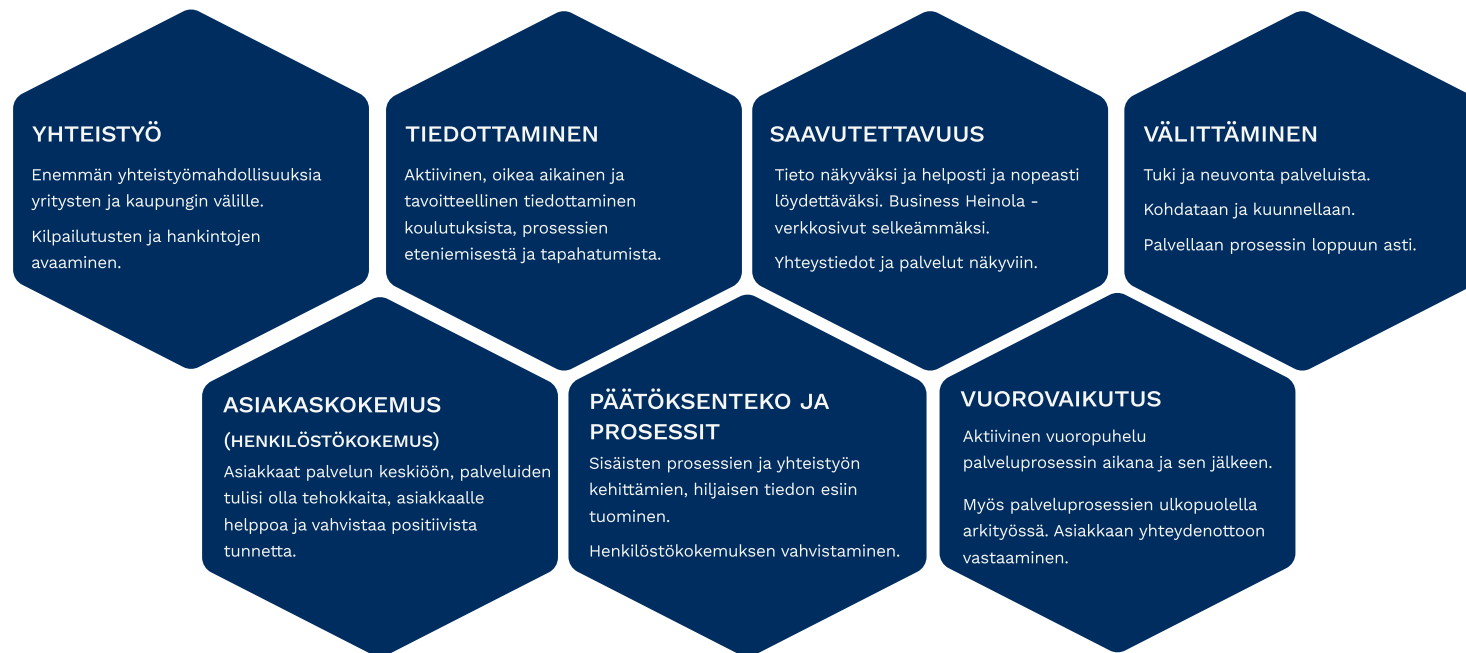 YHTEISTYÖ
Enemmän yhteistyömahdollisuuksia
yritysten ja kaupungin välille.
Kilpailutusten ja hankintojen
avaaminen.
TIEDOTTAMINEN
Aktiivinen, oikea aikainen ja
tavoitteellinen tiedottaminen
koulutuksista, prosessien
etenemisestä ja tapahatumista.
SAAVUTETTAVUUS
Tieto näkyväksi ja helposti ja nopeasti
löydettäväksi. Business Heinola -
verkkosivut selkeämmäksi.
Yhteystiedot ja palvelut näkyviin.
VÄLITTÄMINEN
Tuki ja neuvonta palveluista.
Kohdataan ja kuunnellaan.
Palvellaan prosessin loppuun asti.
ASIAKASKOKEMUS
(HENKILÖSTÖKOKEMUS)
Asiakkaat palvelun keskiöön, palveluiden
tulisi olla tehokkaita, asiakkaalle
helppoa ja vahvistaa positiivista
tunnetta.
PÄÄTÖKSENTEKO JA
PROSESSIT
Sisäisten prosessien ja yhteistyön
kehittämien, hiljaisen tiedon esiin
tuominen.
Henkilöstökokemuksen vahvistaminen.
VUOROVAIKUTUS
Aktiivinen vuoropuhelu
palveluprosessin aikana ja sen jälkeen.
Myös palveluprosessien ulkopuolella
arkityössä. Asiakkaan yhteydenottoon
vastaaminen.